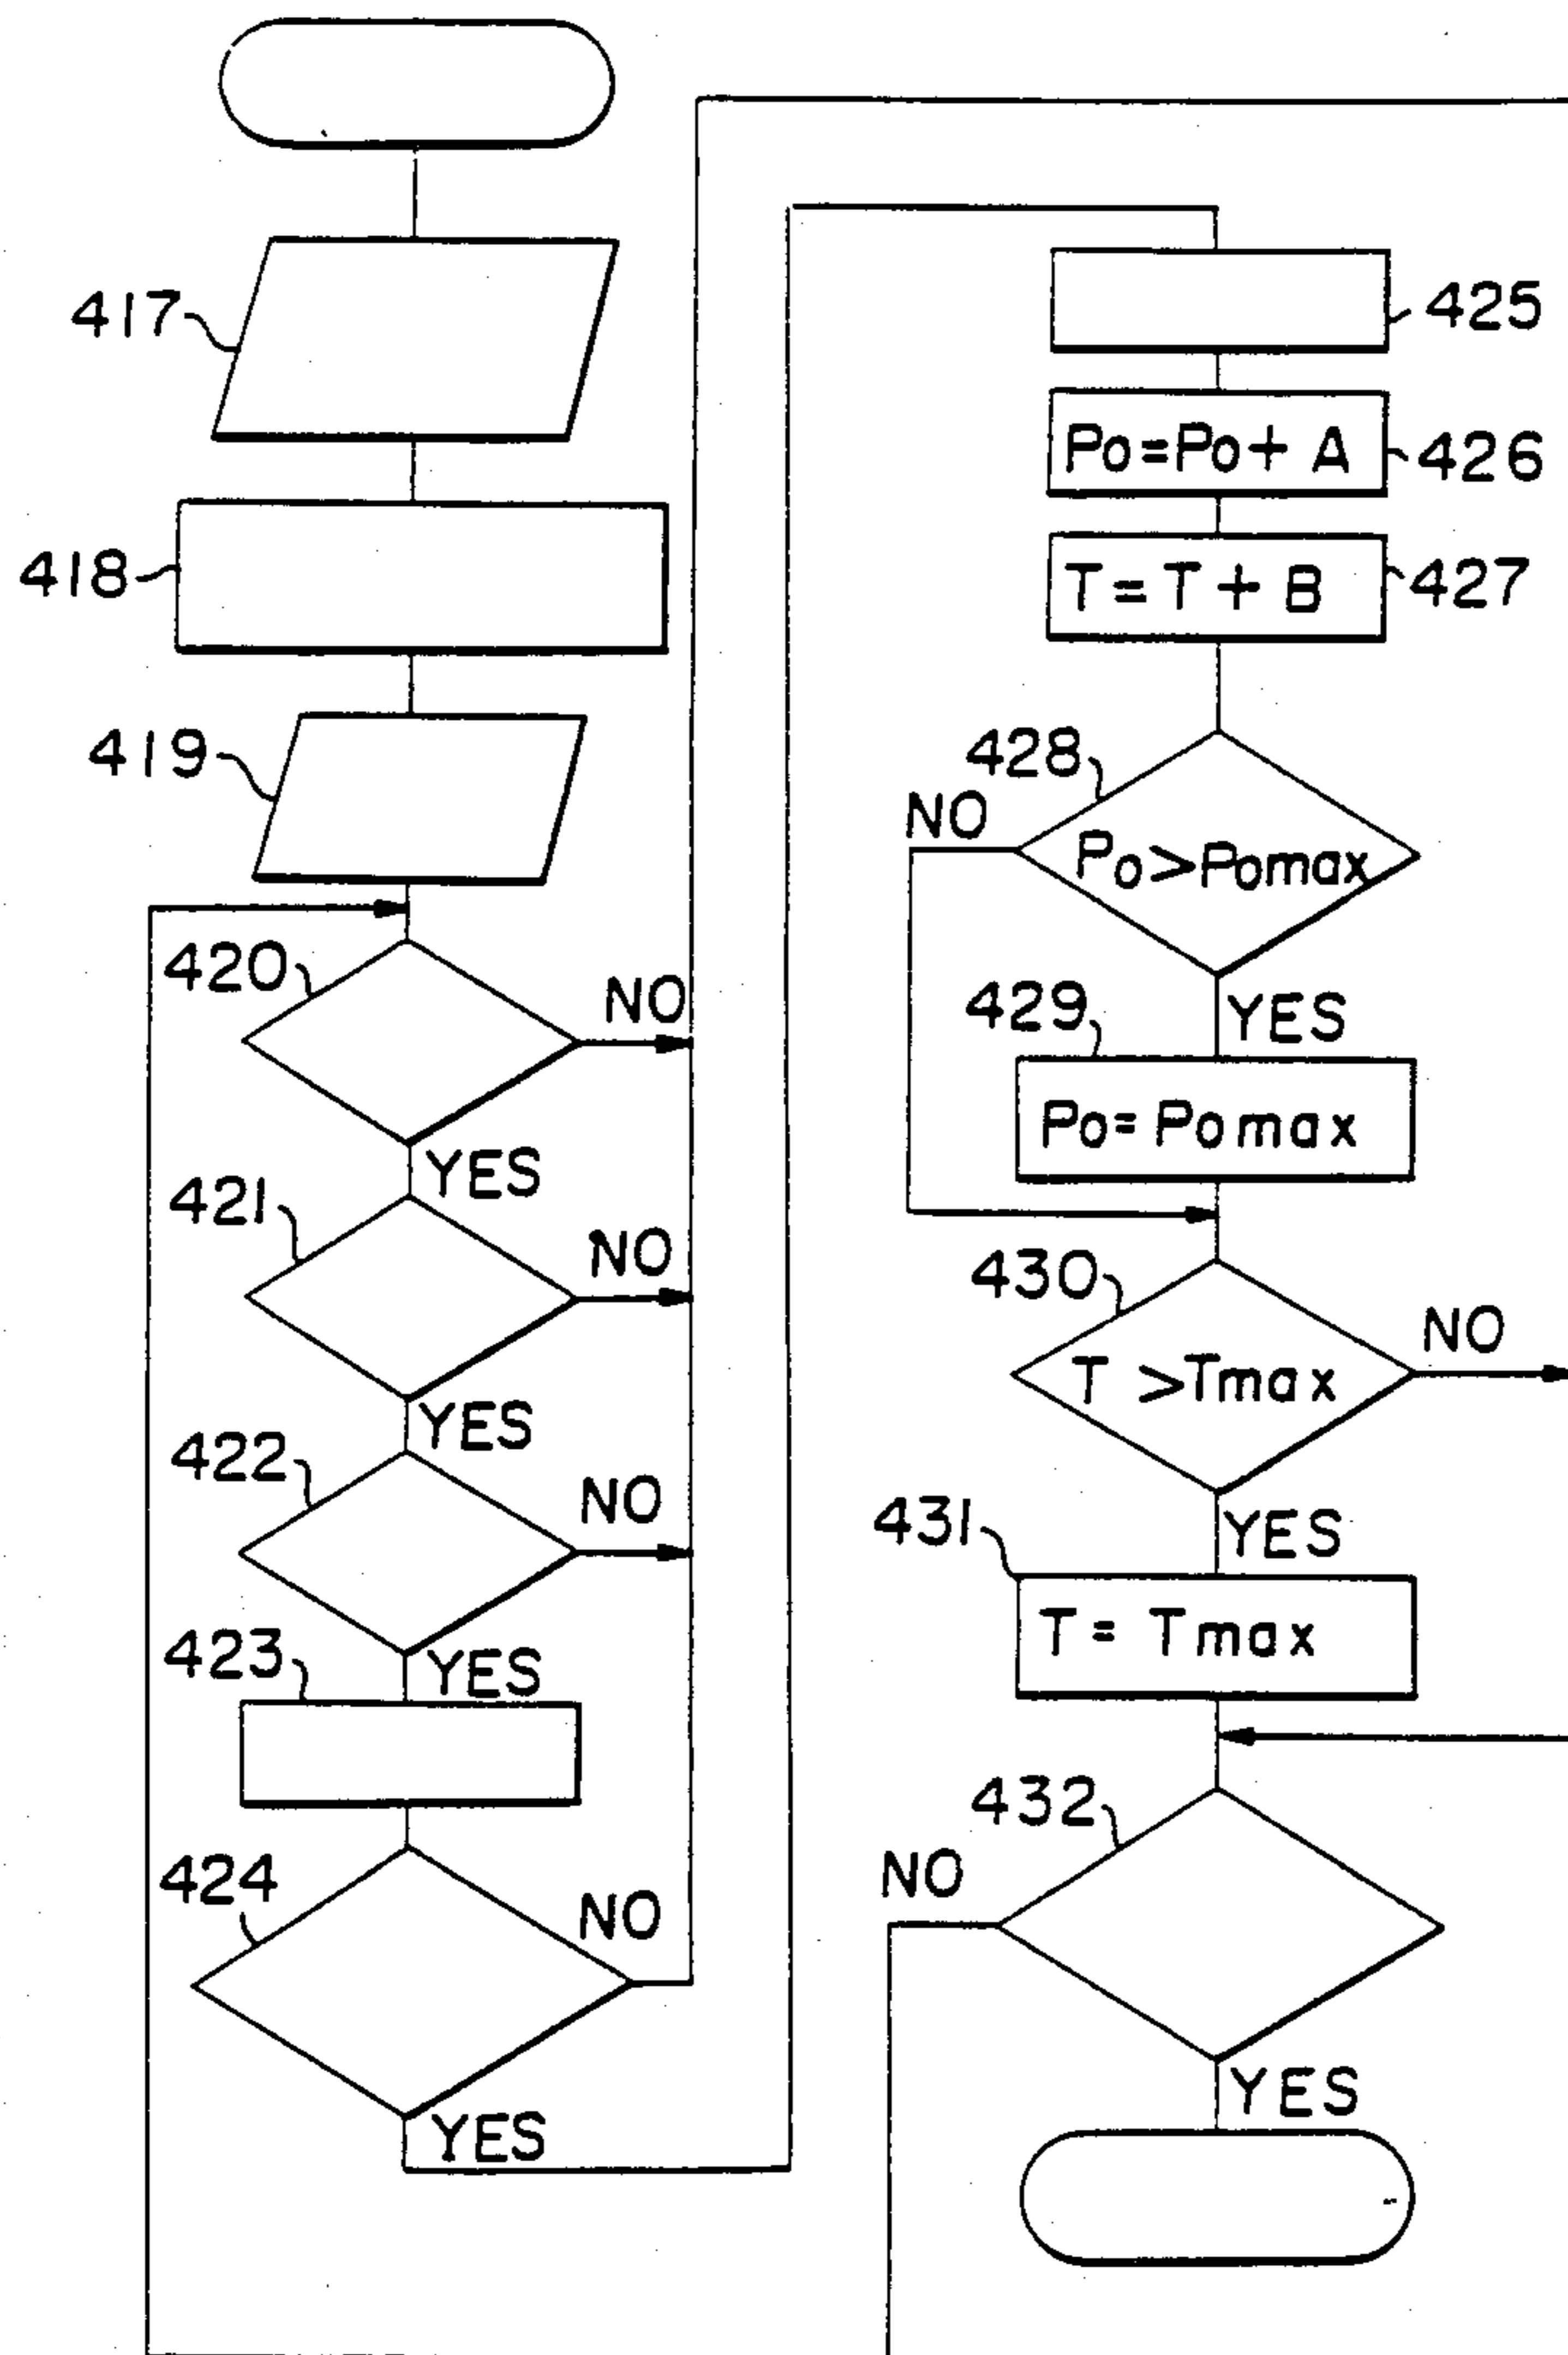 417
418
419
420
NO
YES
421
NO
YES
422
NO
YES
423
424
NO
YES
425
Po=Po+ A
426
T=T+B
427
428
NO
Po>Pomax
YES
429
Po=Pomax
430
NO
T >Tmax
YES
431
T= Tmax
432
NO
YES